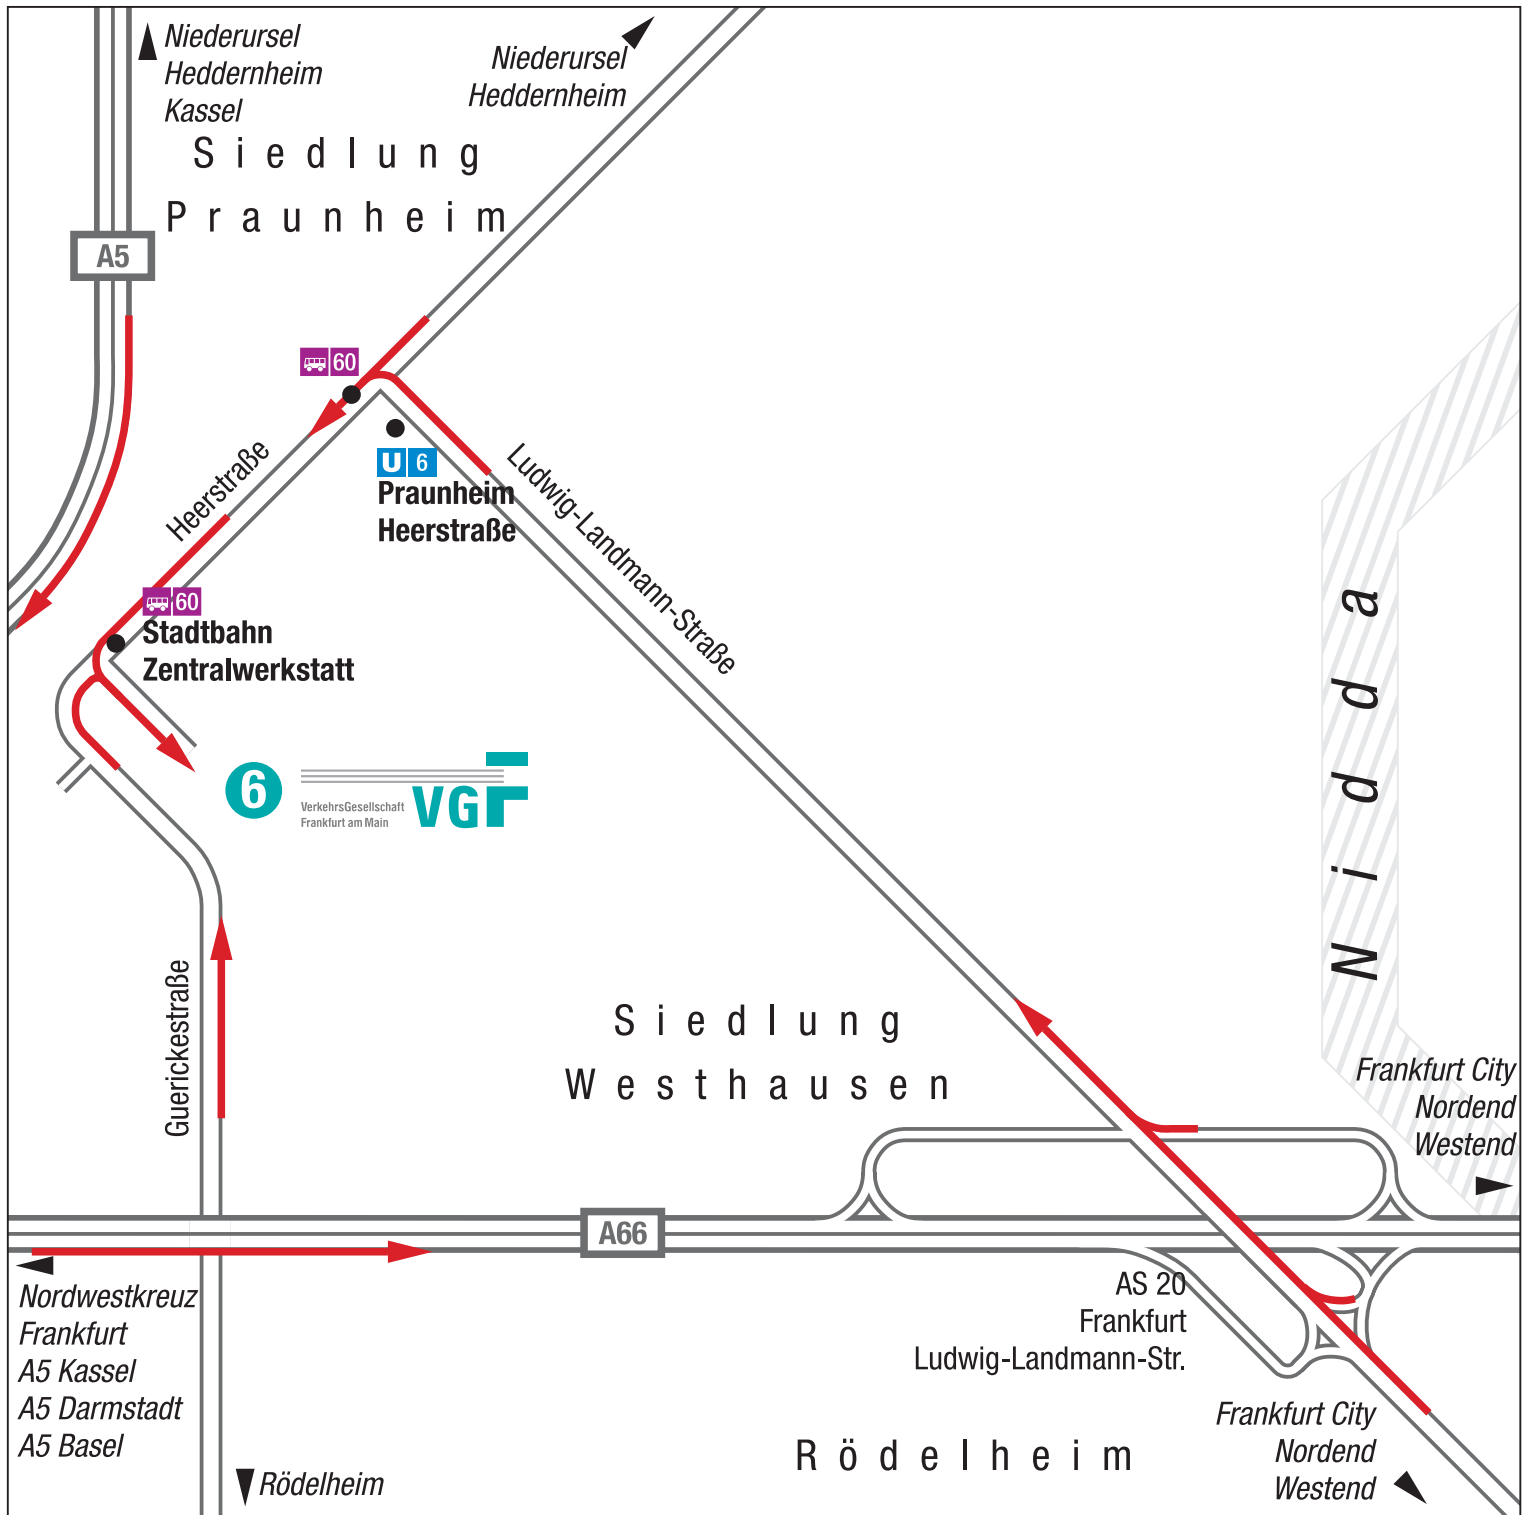 Niederursel
Heddernheim
Kassel
Niederursel
Heddernheim
Siedlung
Praunheim
A5
60
U 6
Praunheim
Heerstraße
Heerstraße
Ludwig-Landmann-Straße
60
Stadtbahn
Zentralwerkstatt
6
VerkehrsGesellschaft
Frankfurt am Main
VGF
Nidda
Guerickestraße
Siedlung
Westhausen
Frankfurt City
Nordend
Westend
A66
Nordwestkreuz
Frankfurt
A5 Kassel
A5 Darmstadt
A5 Basel
AS 20
Frankfurt
Ludwig-Landmann-Str.
Rödelheim
Frankfurt City
Nordend
Westend
Rödelheim